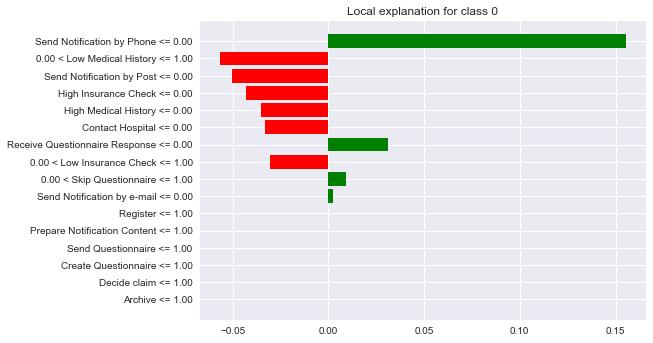 Local explanation for class 0
Send Notification by Phone <= 0.00
0.00 < Low Medical History <= 1.00
Send Notification by Post <= 0.00
High Insurance Check <= 0.00
High Medical History <= 0.00
Contact Hospital <= 0.00
Receive Questionnaire Response <= 0.00
0.00 < Low Insurance Check <= 1.00
0.00 < Skip Questionnaire <= 1.00
Send Notification by e-mail <= 0.00
Register <= 1.00
Prepare Notification Content <= 1.00
Send Questionnaire <= 1.00
Create Questionnaire <= 1.00
Decide claim <= 1.00
Archive <= 1.00
−0.05 0.00 0.05 0.10 0.15